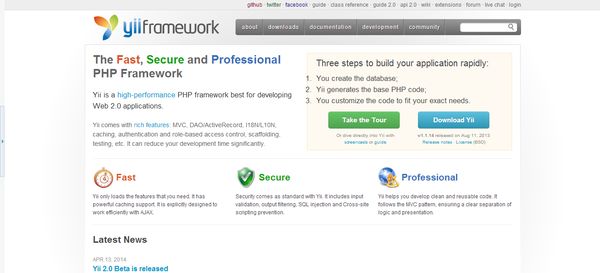 github · twitter · facebook · guide · class reference · guide 2.0 · api 2.0 · wiki · extensions · forum · live chat · login
yiiframework
about downloads documentation development community
The Fast, Secure and Professional
PHP Framework
Yii is a high-performance PHP framework best for developing
Web 2.0 applications.
Yii comes with rich features: MVC, DAO/ActiveRecord, I18N/L10N,
caching, authentication and role-based access control, scaffolding,
testing, etc. It can reduce your development time significantly.
Three steps to build your application rapidly:
1. You create the database;
2. Yii generates the base PHP code;
3. You customize the code to fit your exact needs.
Take the Tour
Or dive directly into Yii with
screencasts or guide
Download Yii
v1.1.14 released on Aug 11, 2013
Release notes · License (BSD)
Fast
Yii only loads the features that you need. It has
powerful caching support. It is explicitly designed to
work efficiently with AJAX.
Secure
Security comes as standard with Yii. It includes input
validation, output filtering, SQL injection and Cross-site
scripting prevention.
Professional
Yii helps you develop clean and reusable code. It
follows the MVC pattern, ensuring a clear separation of
logic and presentation.
Latest News
APR 13, 2014
Yii 2.0 Beta is released